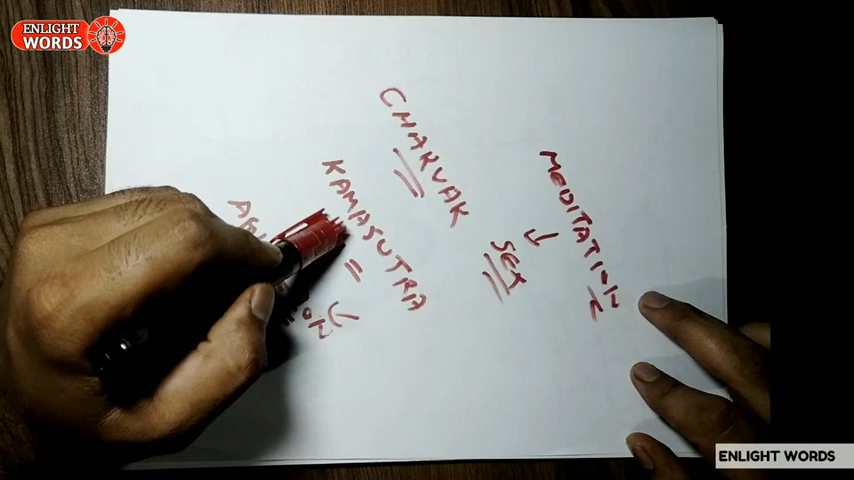 ENLIGHT
WORDS
MEDITATION
↓
SEX
CHARVAK
KAMASUTRA
↓
ENLIGHT WORDS